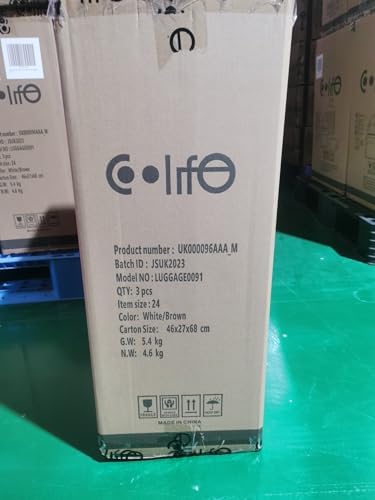 Coolife
Product number : UK000096AAA_M
Batch ID : JSUK2023
Model NO : LUGGAGE0091
QTY: 3 pcs
Item size : 24
Color: White/Brown
Carton Size: 46x27x68 cm
G.W: 5.4 kg
N.W: 4.6 kg
MADE IN CHINA